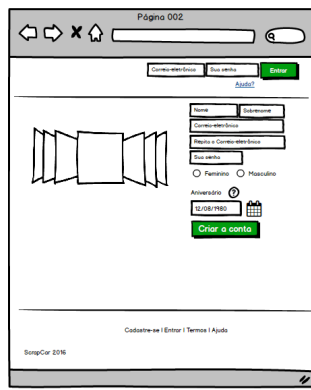 Página 002
Correio eletrônico Sua senha Entrar
Ajuda?
Nome Sobrenome
Correio eletrônico
Repita o Correio eletrônico
Sua senha
Feminino Masculino
Aniversário ?
12/08/1980
Criar a conta
Cadastre-se | Entrar | Termos | Ajuda
ScrapCar 2016